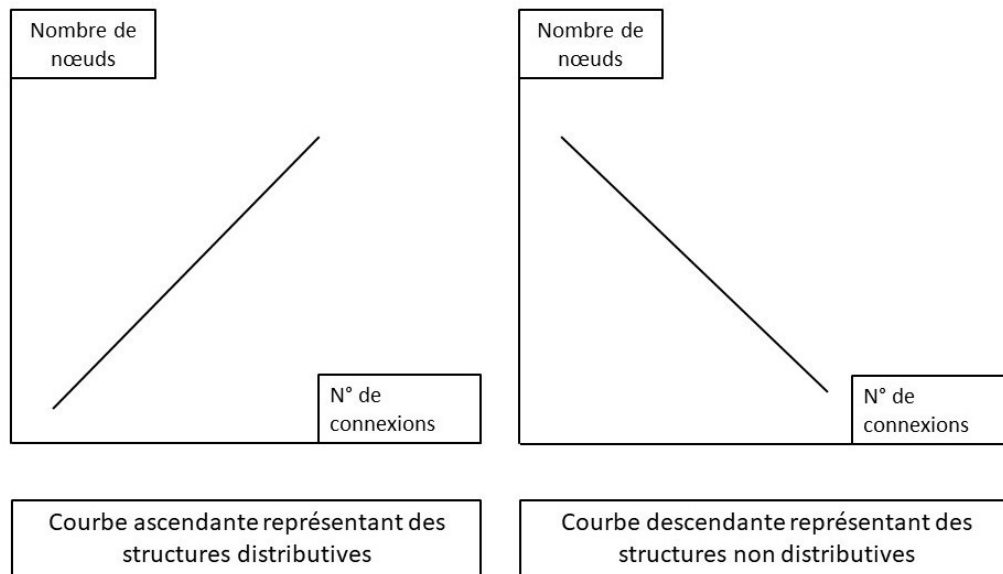 Nombre de
nœuds
N° de
connexions
Courbe ascendante représentant des
structures distributives
Nombre de
nœuds
N° de
connexions
Courbe descendante représentant des
structures non distributives